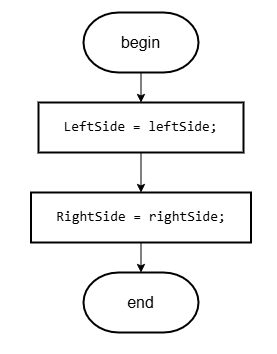 begin
LeftSide = leftSide;
RightSide = rightSide;
end